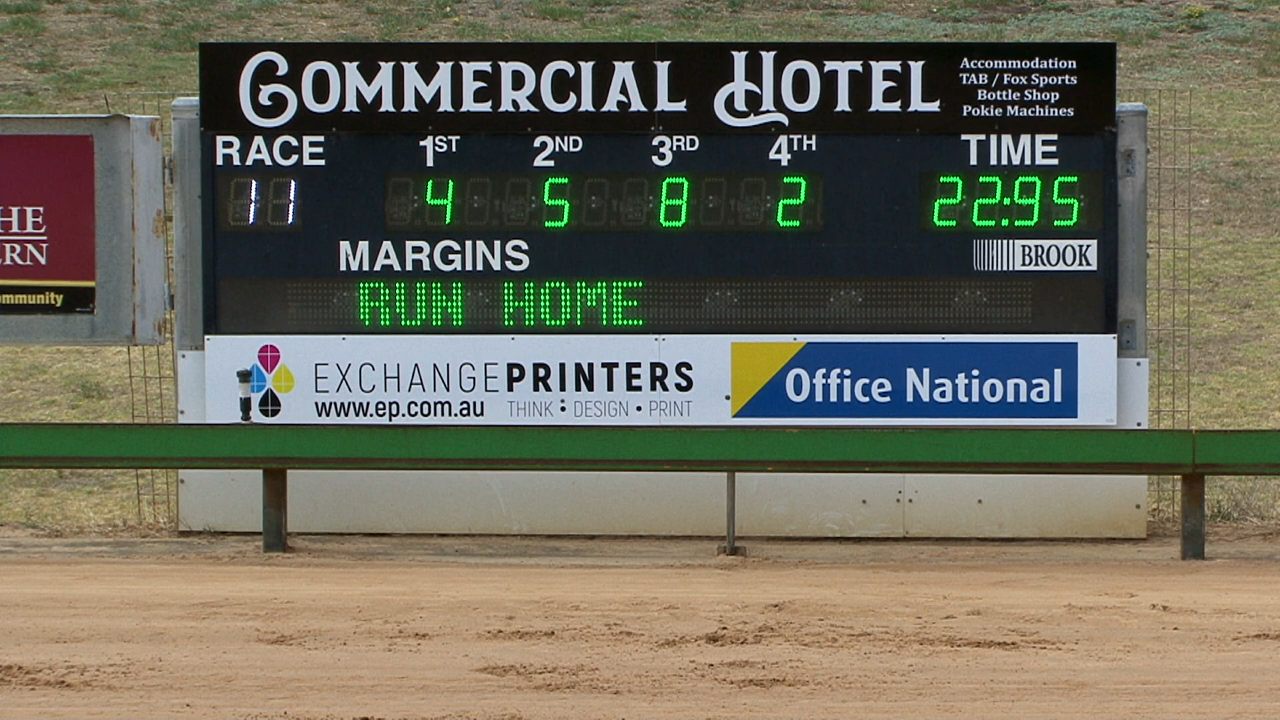 COMMERCIAL HOTEL
Accommodation
TAB / Fox Sports
Bottle Shop
Pokie Machines
RACE 1ST 2ND 3RD 4TH TIME
11 4 5 8 2 22:95
MARGINS
BROOK
RUN HOME
HE
ERN
mmunity
EXCHANGEPRINTERS
www.ep.com.au THINK : DESIGN • PRINT
Office National